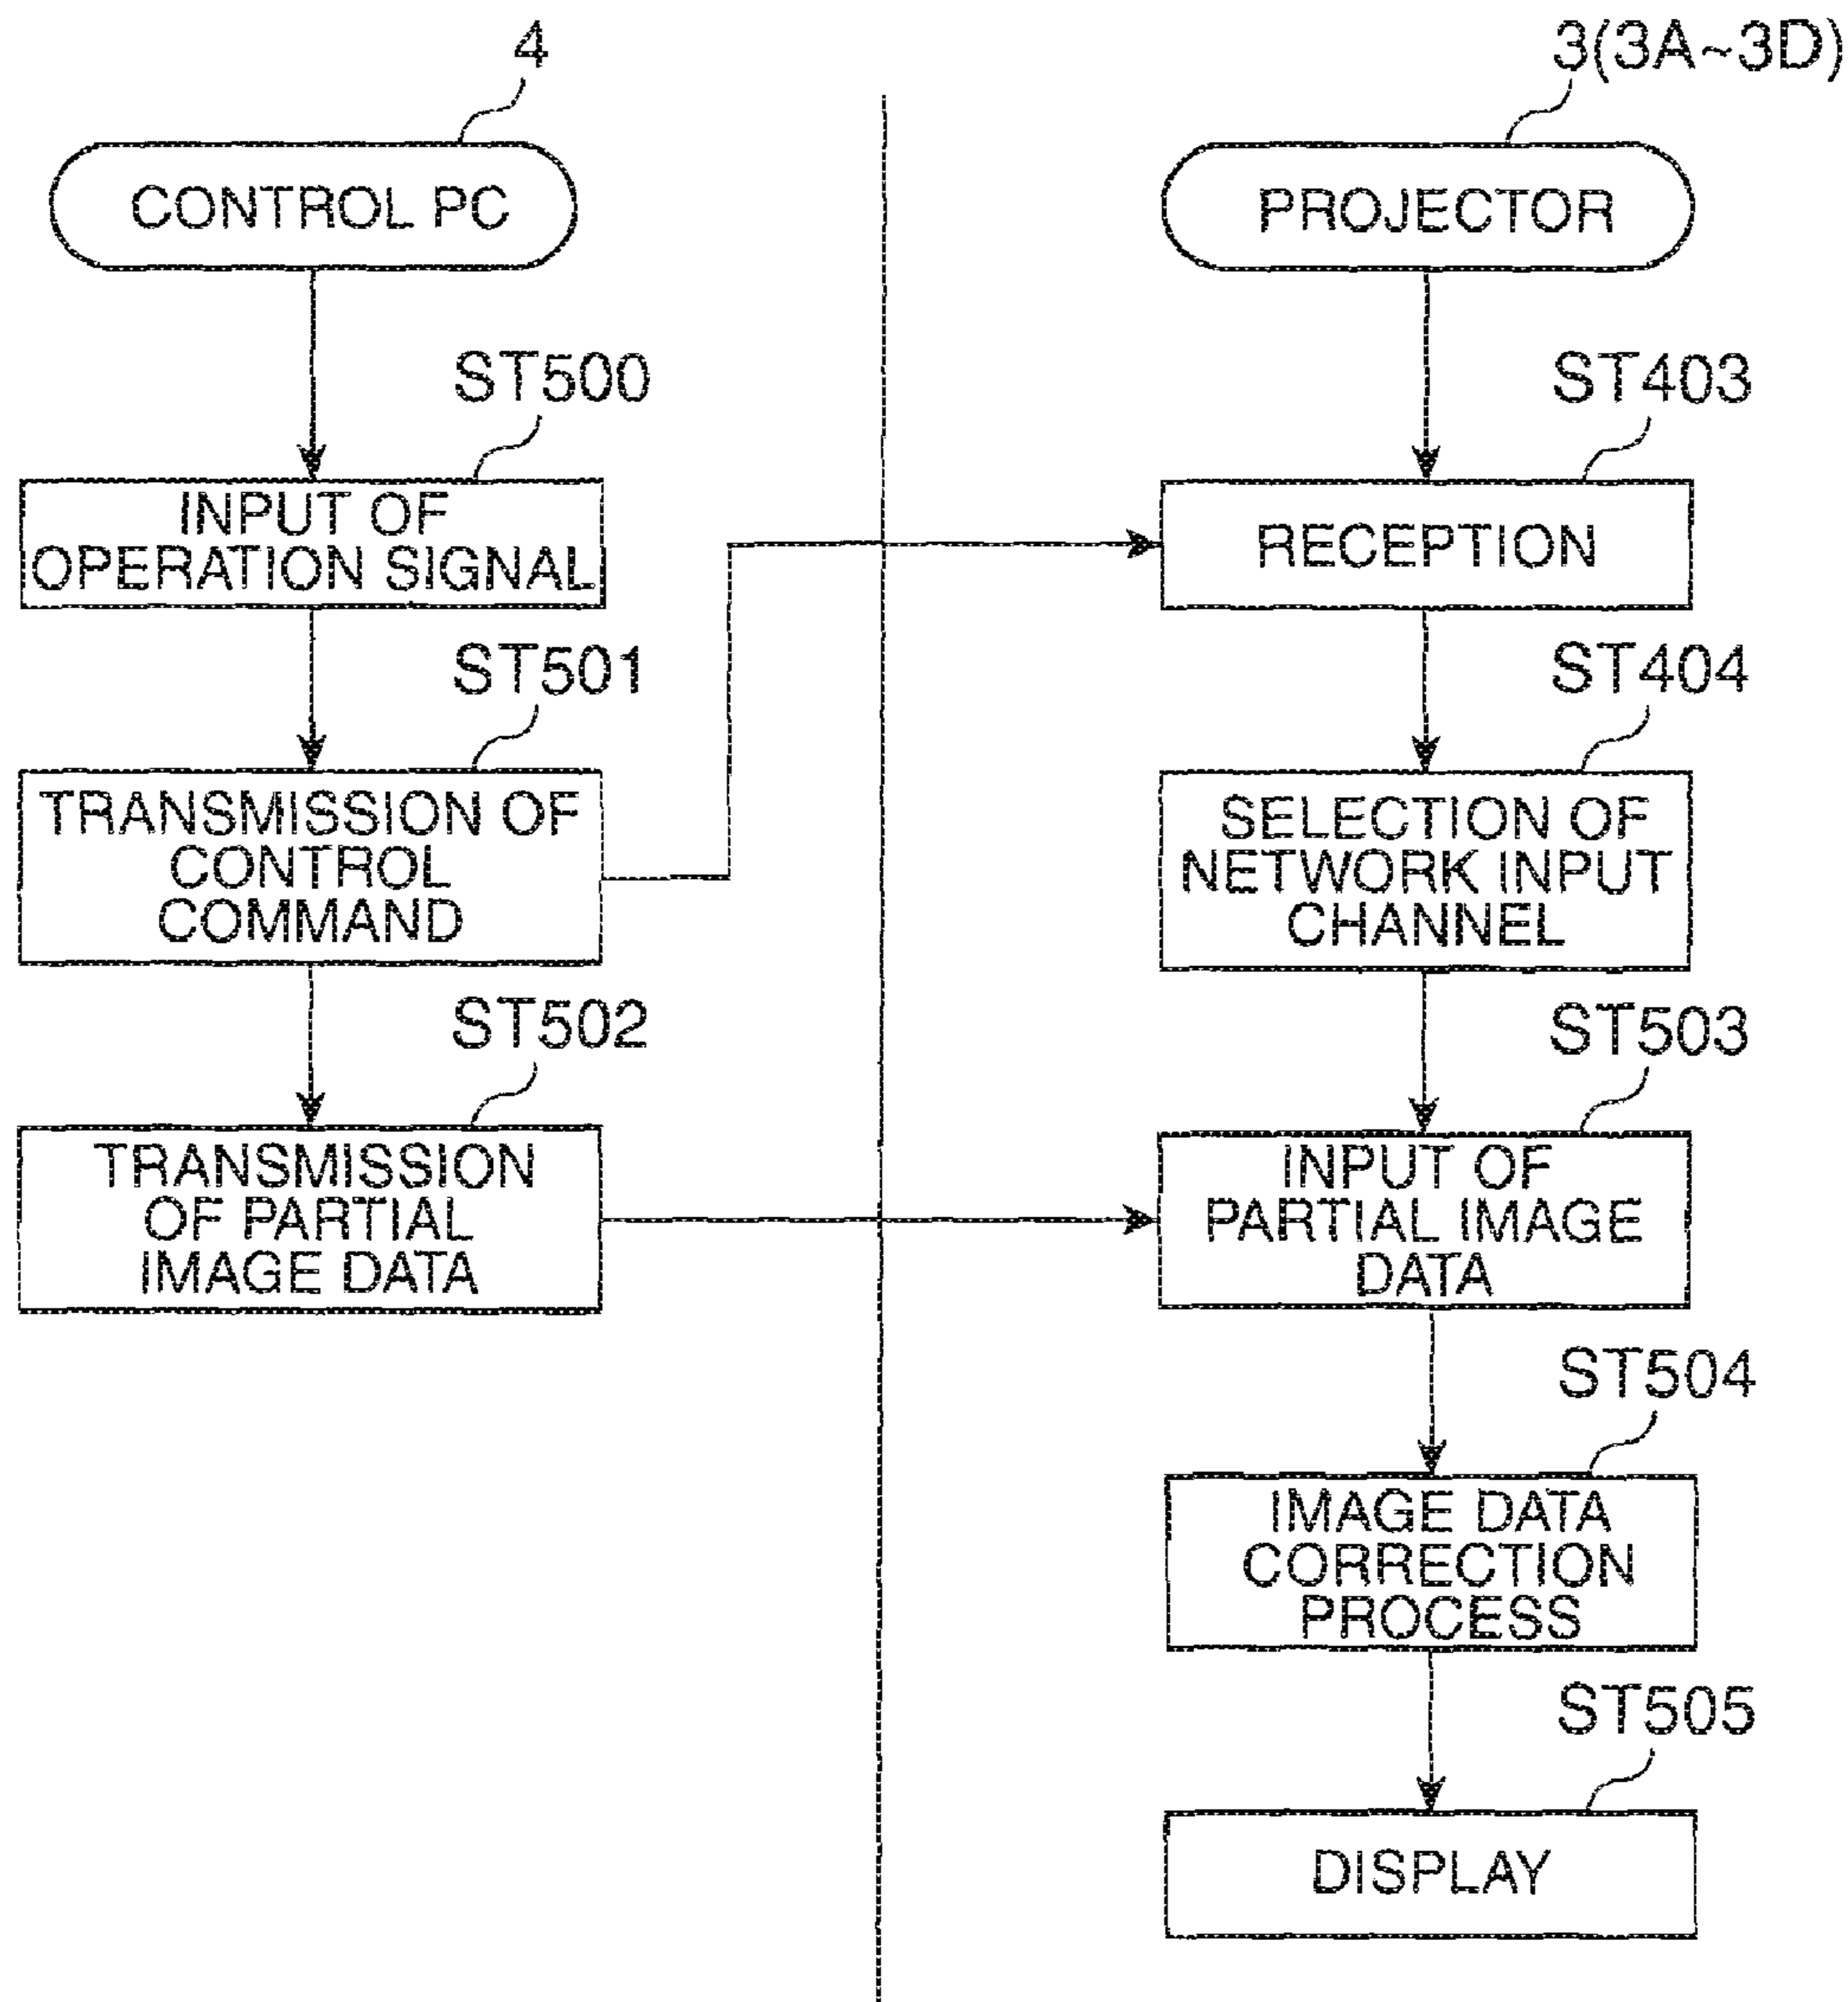 4
CONTROL PC
ST500
INPUT OF
OPERATION SIGNAL
ST501
TRANSMISSION OF
CONTROL
COMMAND
ST502
TRANSMISSION
OF PARTIAL
IMAGE DATA
3(3A~3D)
PROJECTOR
ST403
RECEPTION
ST404
SELECTION OF
NETWORK INPUT
CHANNEL
ST503
INPUT OF
PARTIAL IMAGE
DATA
ST504
IMAGE DATA
CORRECTION
PROCESS
ST505
DISPLAY